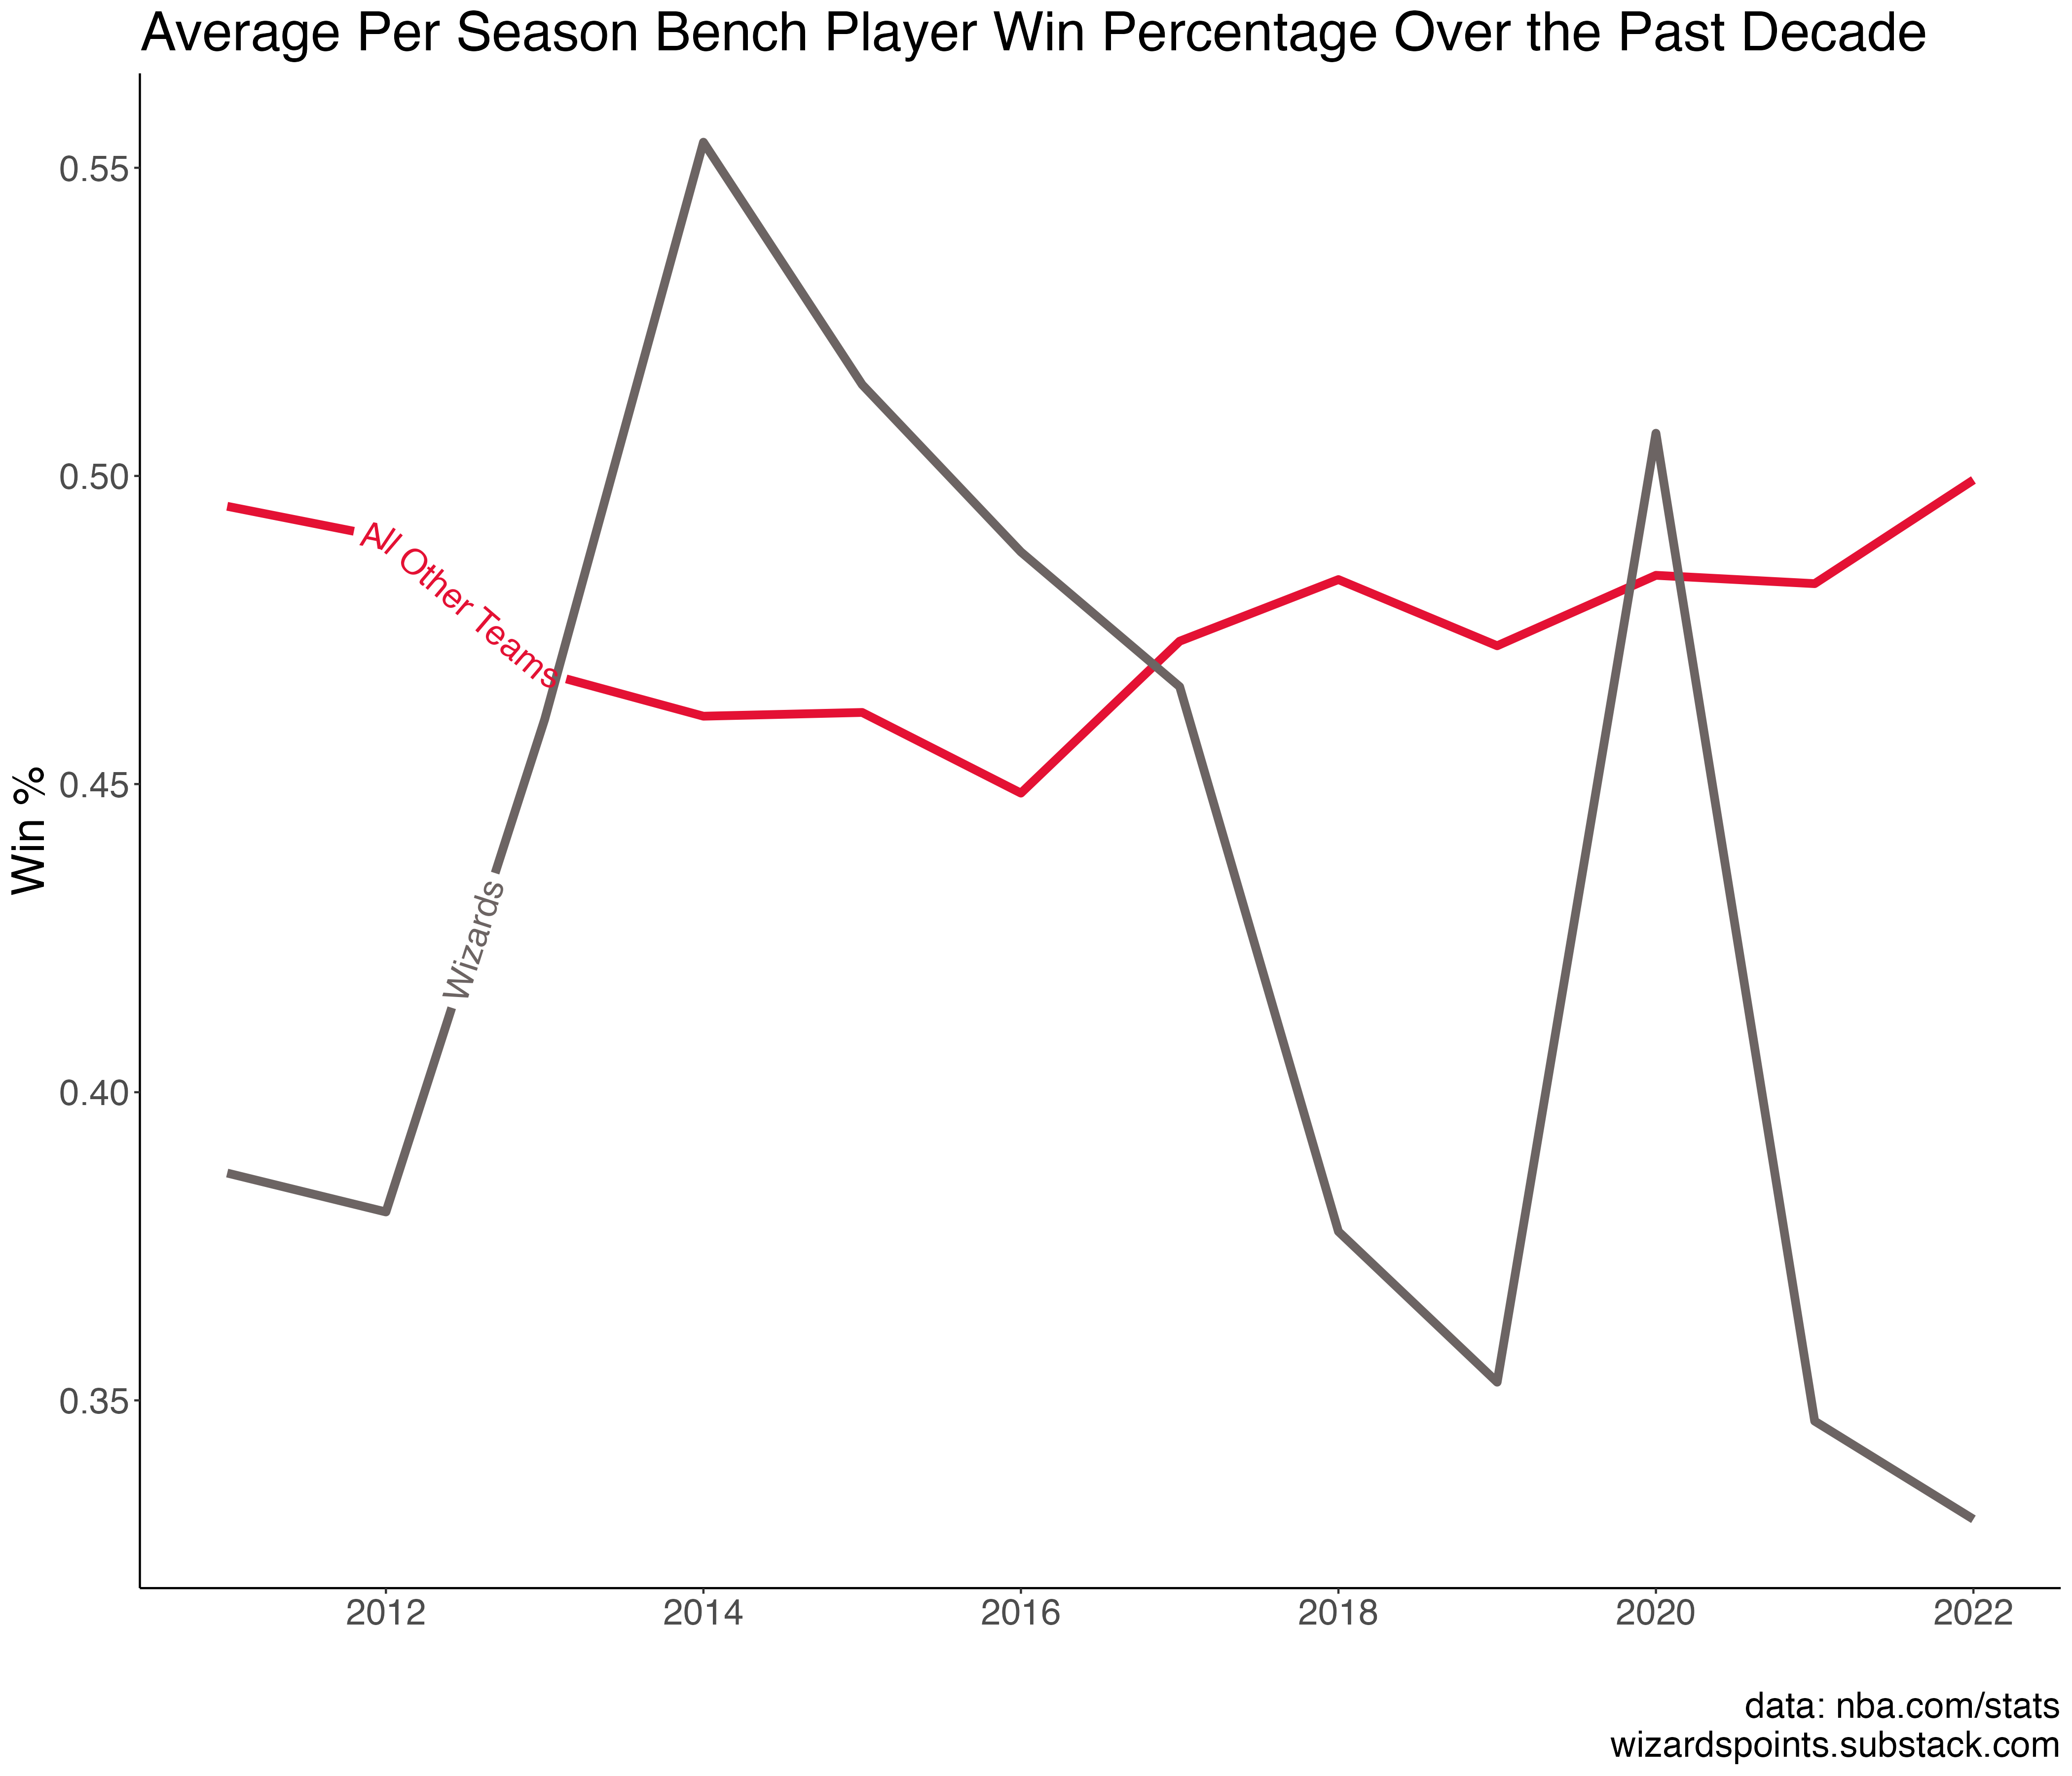 Average Per Season Bench Player Win Percentage Over the Past Decade
Win %
0.55
0.50
0.45
0.40
0.35
All Other Teams
Wizards
2012 2014 2016 2018 2020 2022
data: nba.com/stats
wizardspoints.substack.com